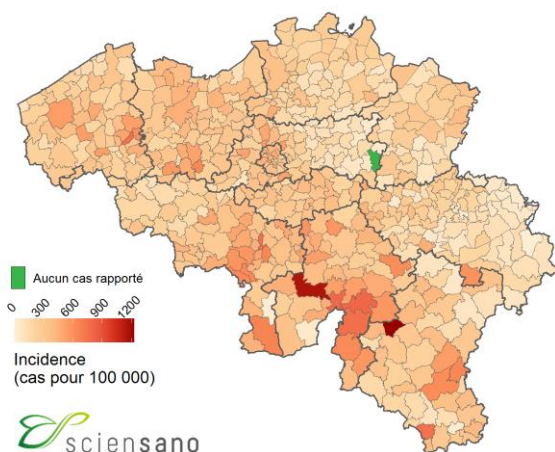 Aucun cas rapporté
0 300 600 900 1200
Incidence
(cas pour 100 000)
sciensano